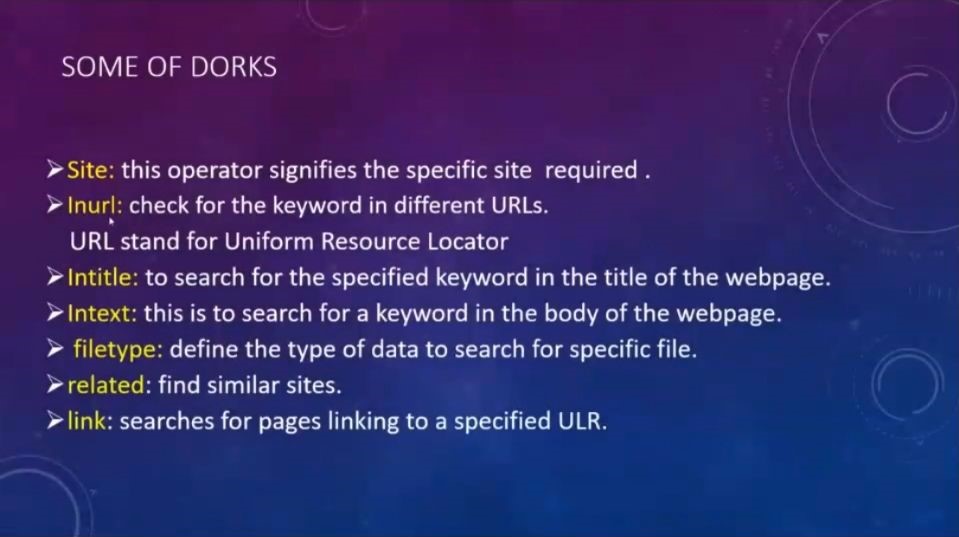 SOME OF DORKS
➢Site: this operator signifies the specific site required .
➢Inurl: check for the keyword in different URLs.
URL stand for Uniform Resource Locator
➢Intitle: to search for the specified keyword in the title of the webpage.
➢Intext: this is to search for a keyword in the body of the webpage.
➢ filetype: define the type of data to search for specific file.
➢related: find similar sites.
➢link: searches for pages linking to a specified ULR.